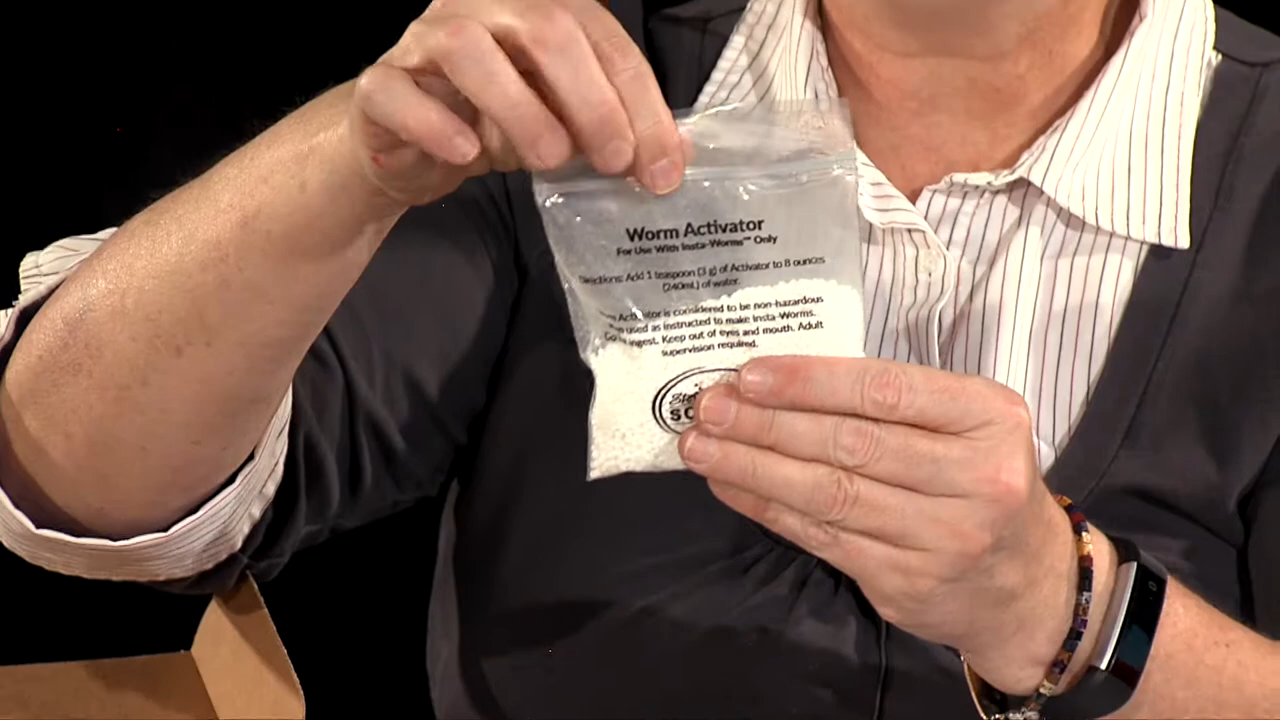 Worm Activator
For Use With Insta-Worms™ Only
Directions: Add 1 teaspoon (3 g) of Activator to 8 ounces
(240mL) of water.
Activator is considered to be non-hazardous
used as instructed to make Insta-Worms.
ingest. Keep out of eyes and mouth. Adult
supervision required.